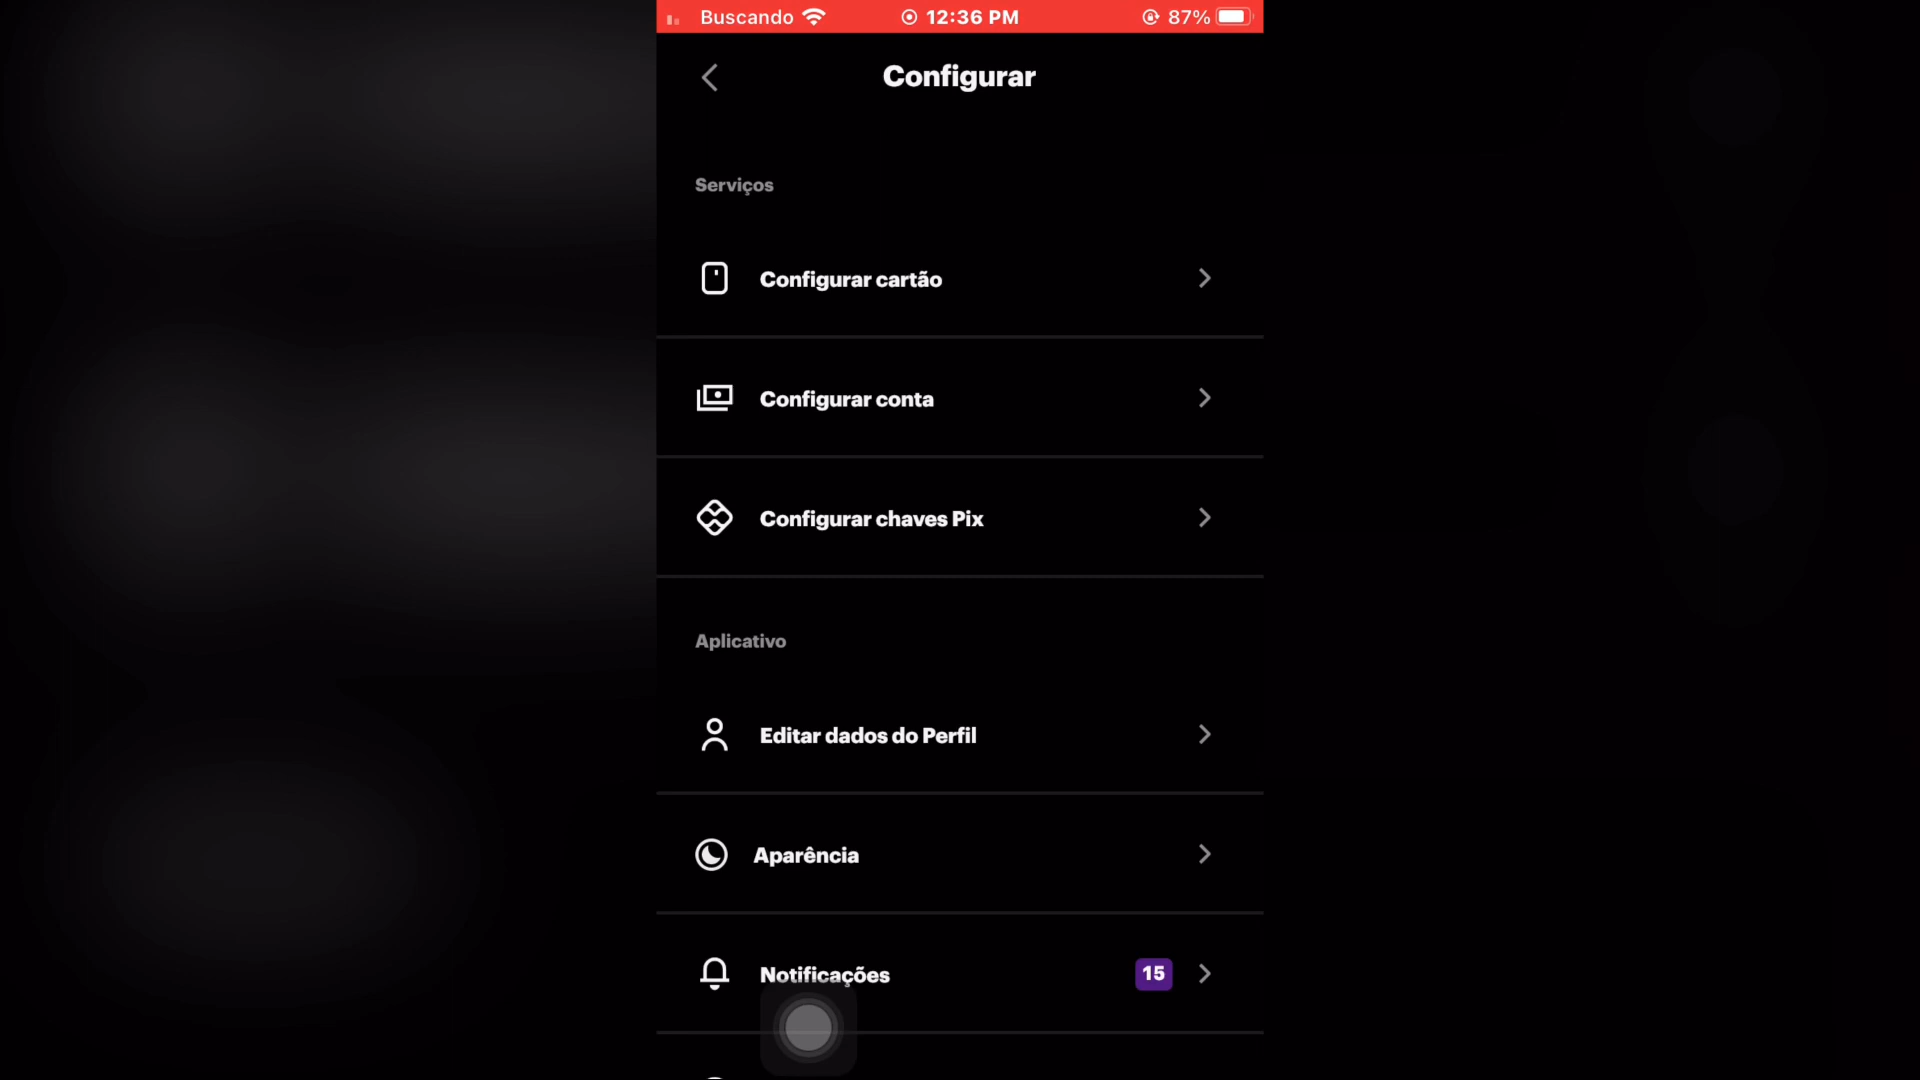 Buscando 12:36 PM 87%
Configurar
Serviços
Configurar cartão
Configurar conta
Configurar chaves Pix
Aplicativo
Editar dados do Perfil
Aparência
Notificações 15